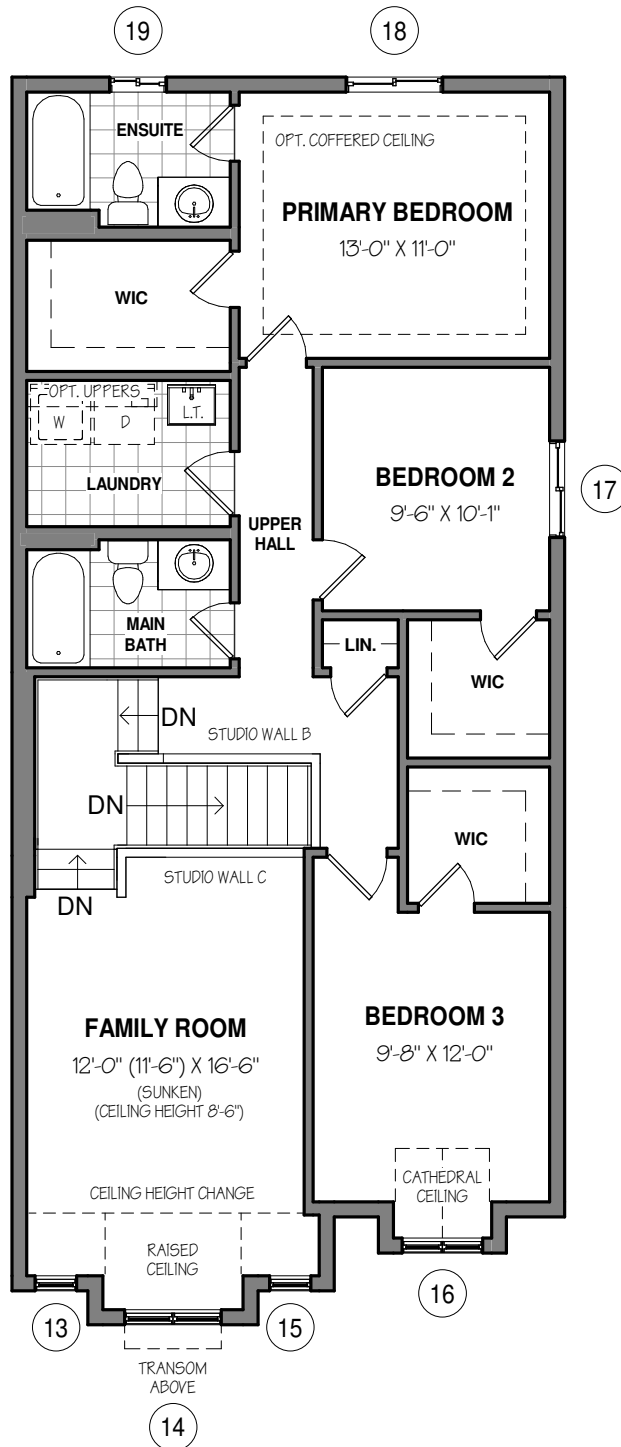 19
18
ENSUITE
OPT. COFFERED CEILING
PRIMARY BEDROOM
13'-0" X 11'-0"
WIC
OPT. UPPERS
W
D
L.T.
LAUNDRY
BEDROOM 2
9'-6" X 10'-1"
17
UPPER
HALL
MAIN
BATH
LIN.
WIC
DN
STUDIO WALL B
DN
WIC
STUDIO WALL C
DN
FAMILY ROOM
12'-0" (11'-6") X 16'-6"
(SUNKEN)
(CEILING HEIGHT 8'-6")
BEDROOM 3
9'-8" X 12'-0"
CATHEDRAL
CEILING
CEILING HEIGHT CHANGE
RAISED
CEILING
16
13
15
TRANSOM
ABOVE
14